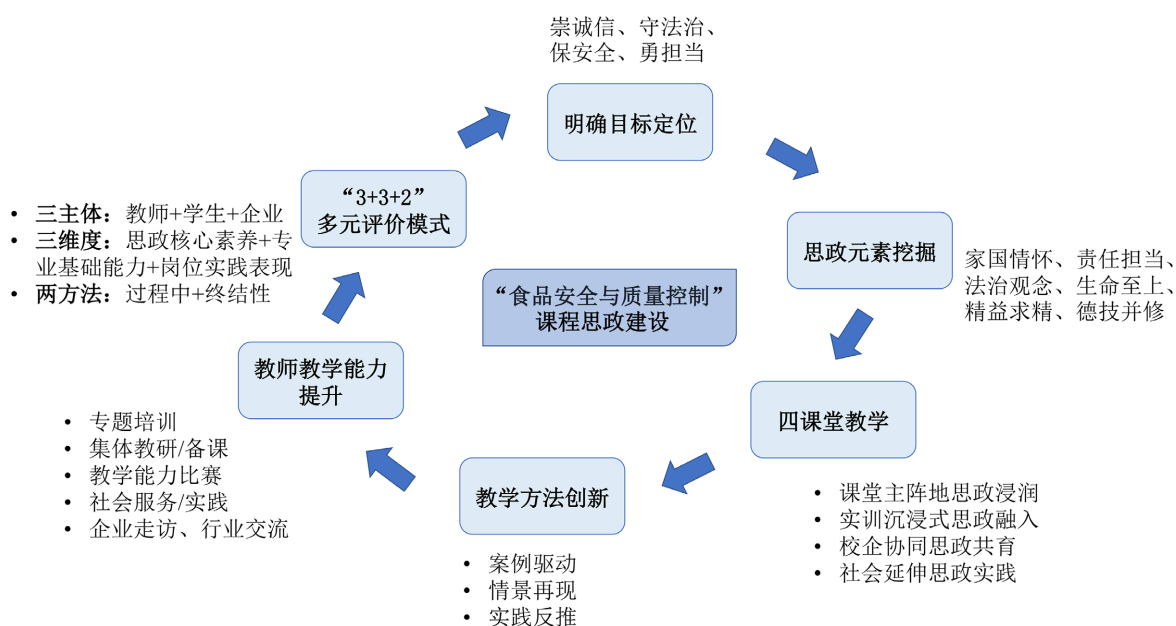 崇诚信、守法治、
保安全、勇担当
明确目标定位
思政元素挖掘
家国情怀、责任担当、
法治观念、生命至上、
精益求精、德技并修
四课堂教学
• 课堂主阵地思政浸润
• 实训沉浸式思政融入
• 校企协同思政共育
• 社会延伸思政实践
教学方法创新
• 案例驱动
• 情景再现
• 实践反推
教师教学能力
提升
• 专题培训
• 集体教研/备课
• 教学能力比赛
• 社会服务/实践
• 企业走访、行业交流
“3+3+2”
多元评价模式
• 三主体：教师+学生+企业
• 三维度：思政核心素养+专
业基础能力+岗位实践表现
• 两方法：过程中+终结性
“食品安全与质量控制”
课程思政建设